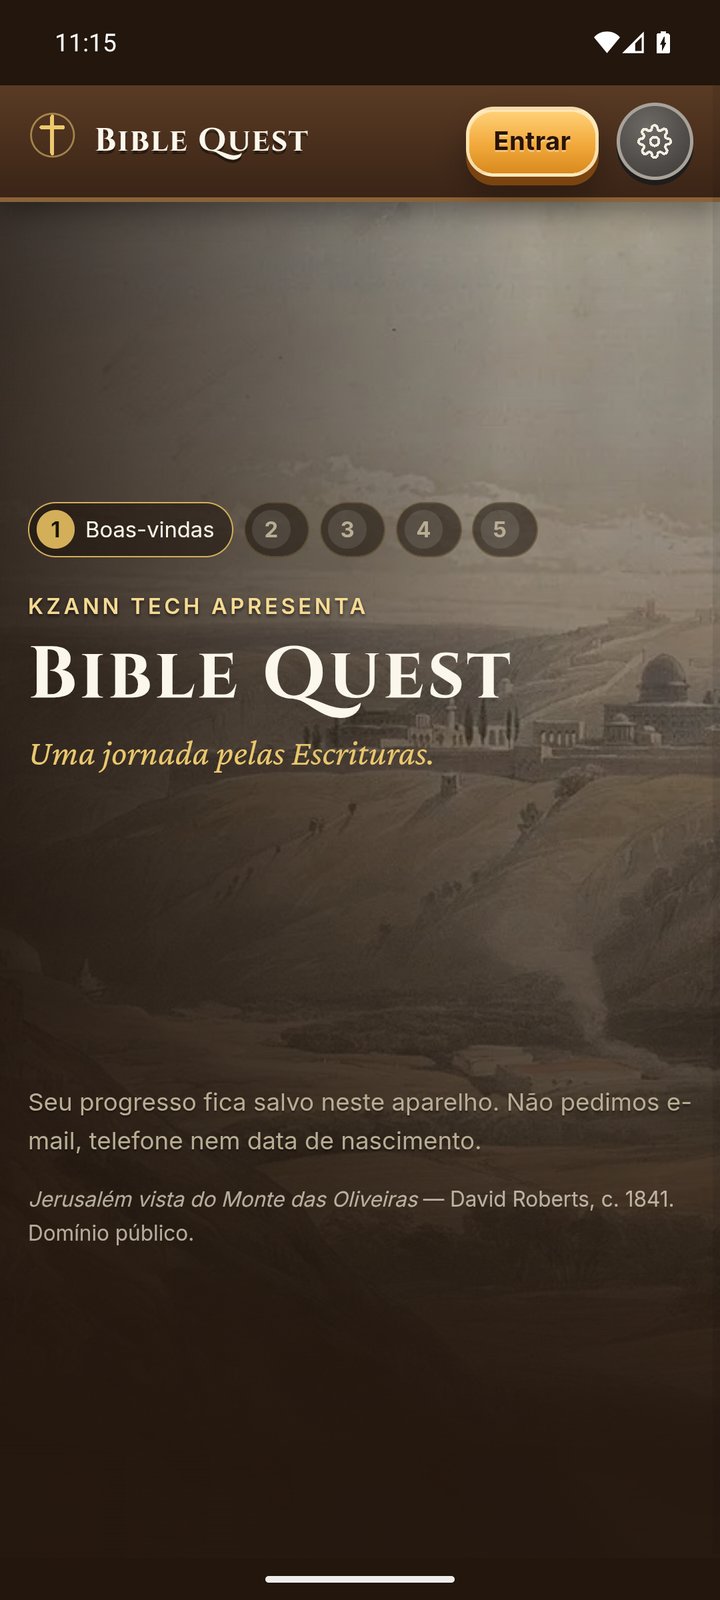 11:15
Bible Quest
Entrar
1 Boas-vindas 2 3 4 5
KZANN TECH APRESENTA
Bible Quest
Uma jornada pelas Escrituras.
Seu progresso fica salvo neste aparelho. Não pedimos e-
mail, telefone nem data de nascimento.
Jerusalém vista do Monte das Oliveiras — David Roberts, c. 1841.
Domínio público.